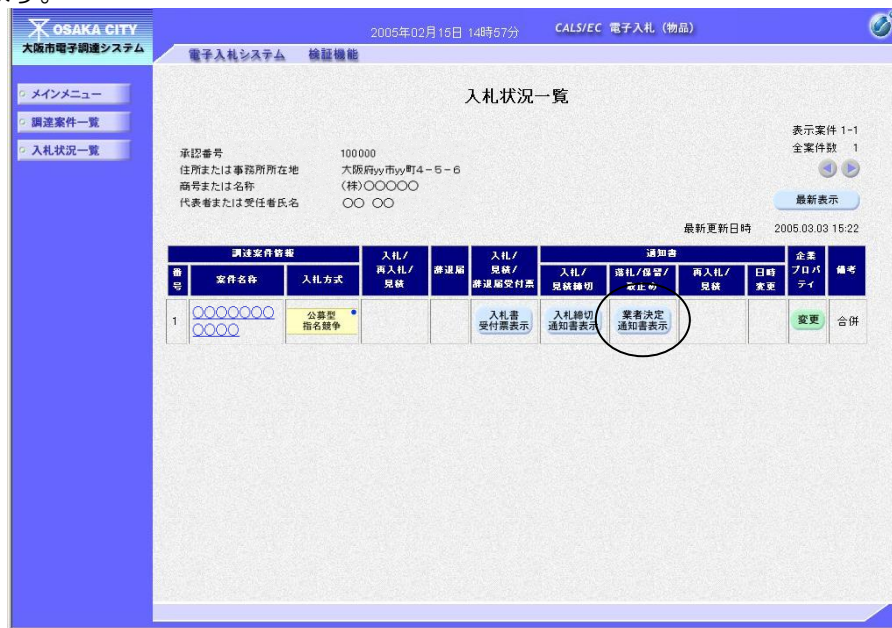 ます。
OSAKA CITY
大阪市電子調達システム
2005年02月15日 14時57分
CALS/EC 電子入札(物品)
電子入札システム 検証機能
メインメニュー
調達案件一覧
入札状況一覧
入札状況一覧
表示案件 1-1
全案件数 1
承認番号 100000
住所または事務所所在地 大阪府yy市yy町4-5-6
商号または名称 (株)○○○○○
代表者または受任者氏名 ○○ ○○
最新表示
最新更新日時 2005.03.03 15:22
調達案件情報
入札/
再入札/
見積
辞退届
入札/
見積/
辞退届受付票
通知書
企業
プロパ
ティ
備考
番
号
案件名称
入札方式
入札/
見積締切
落札/保留/
取止め
再入札/
見積
日時
変更
1
○○○○○○○
○○○○
公募型
指名競争
入札書
受付票表示
入札締切
通知書表示
業者決定
通知書表示
変更
合併